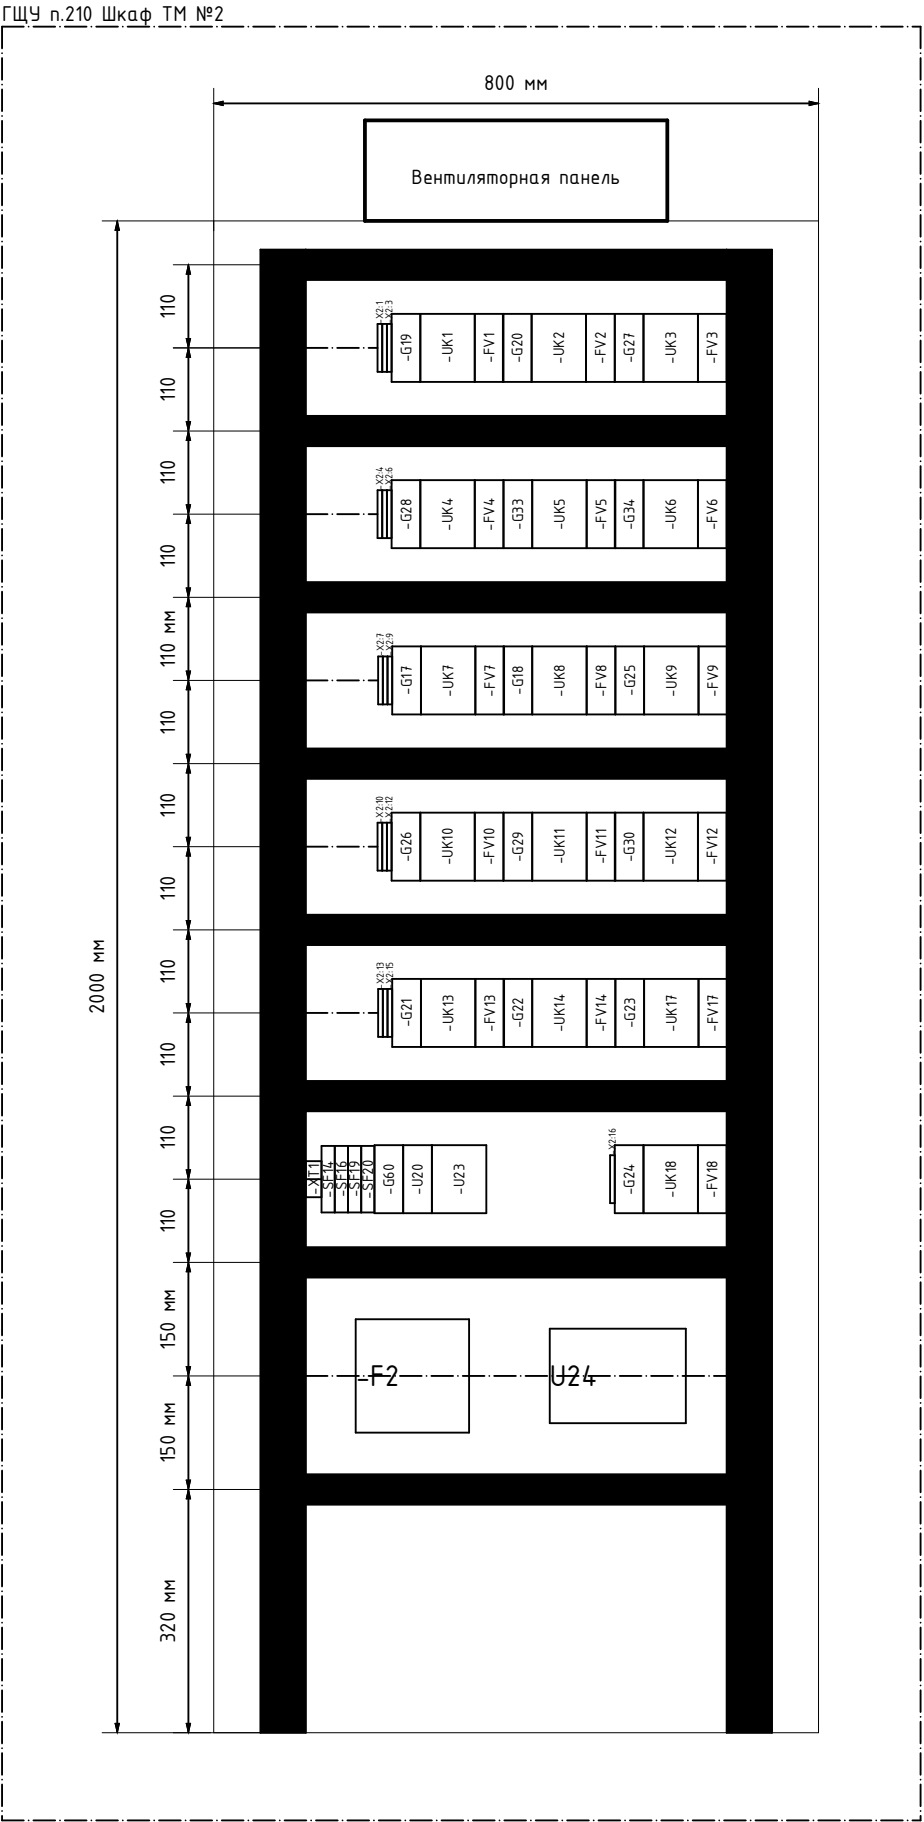 ГЩУ п.210 Шкаф ТМ №2
800 мм
Вентиляторная панель
2000 мм
110
110
110
110
110 мм
110
110
110
110
110
110
110
150 мм
150 мм
320 мм
-X2:1
-X2:3
-G19
-UK1
-FV1
-G20
-UK2
-FV2
-G27
-UK3
-FV3
-X2:4
-X2:6
-G28
-UK4
-FV4
-G33
-UK5
-FV5
-G34
-UK6
-FV6
-X2:7
-X2:9
-G17
-UK7
-FV7
-G18
-UK8
-FV8
-G25
-UK9
-FV9
-X2:10
-X2:12
-G26
-UK10
-FV10
-G29
-UK11
-FV11
-G30
-UK12
-FV12
-X2:13
-X2:15
-G21
-UK13
-FV13
-G22
-UK14
-FV14
-G23
-UK17
-FV17
-XT1
-SF14
-SF16
-SF19
-SF20
-G60
-U20
-U23
-X2:16
-G24
-UK18
-FV18
-F2
U24